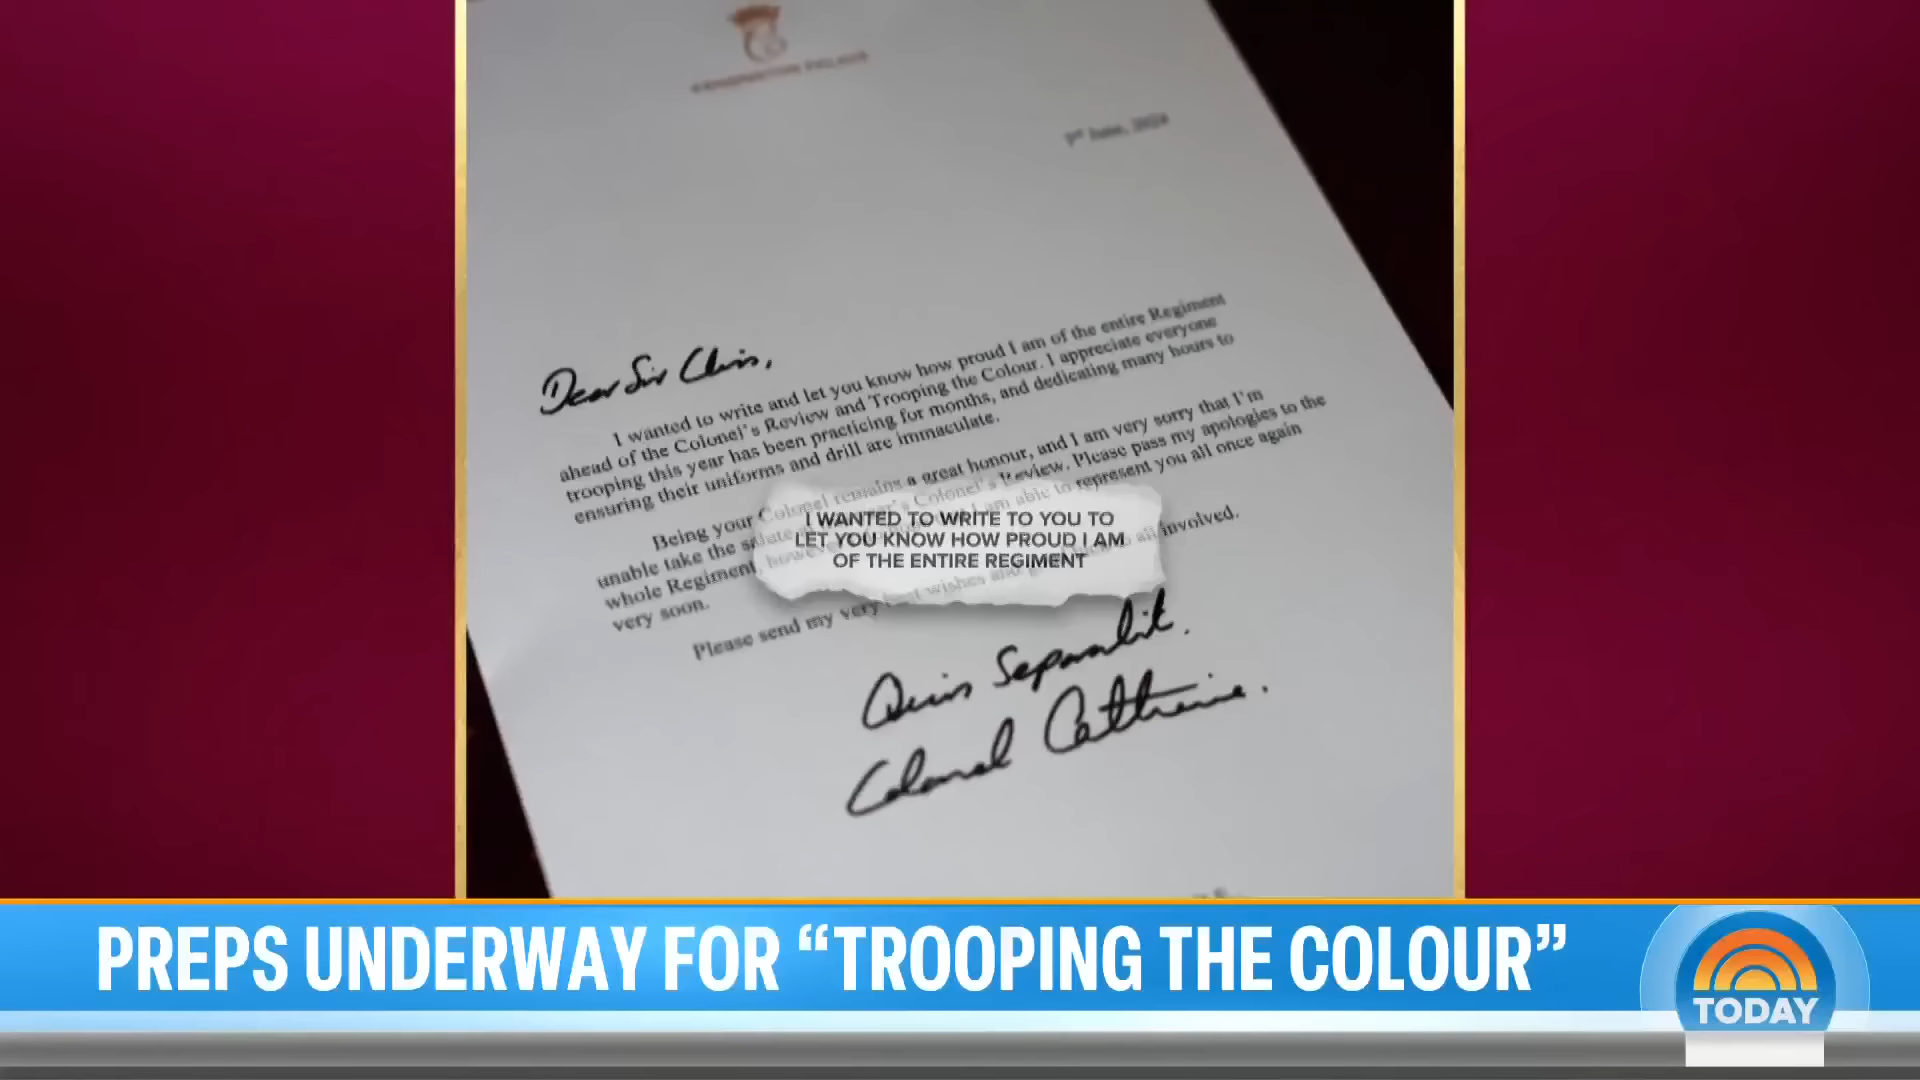 KENSINGTON PALACE
June, 2024
Dear Sir Chris,
I wanted to write and let you know how proud I am of the entire Regiment
ahead of the Colonel's Review and Trooping the Colour. I appreciate everyone
trooping this year has been practicing for months, and dedicating many hours to
ensuring their uniforms and drill are immaculate.
Being your Colonel remains a great honour, and I am very sorry that I'm
unable take the salute at this year's Colonel's Review. Please pass my apologies to the
whole Regiment, however I am able to represent you all once again
very soon.
Please send my very best wishes and to all involved.
I WANTED TO WRITE TO YOU TO
LET YOU KNOW HOW PROUD I AM
OF THE ENTIRE REGIMENT
Quis Separabit.
Colonel Catherine.
PREPS UNDERWAY FOR “TROOPING THE COLOUR”
TODAY